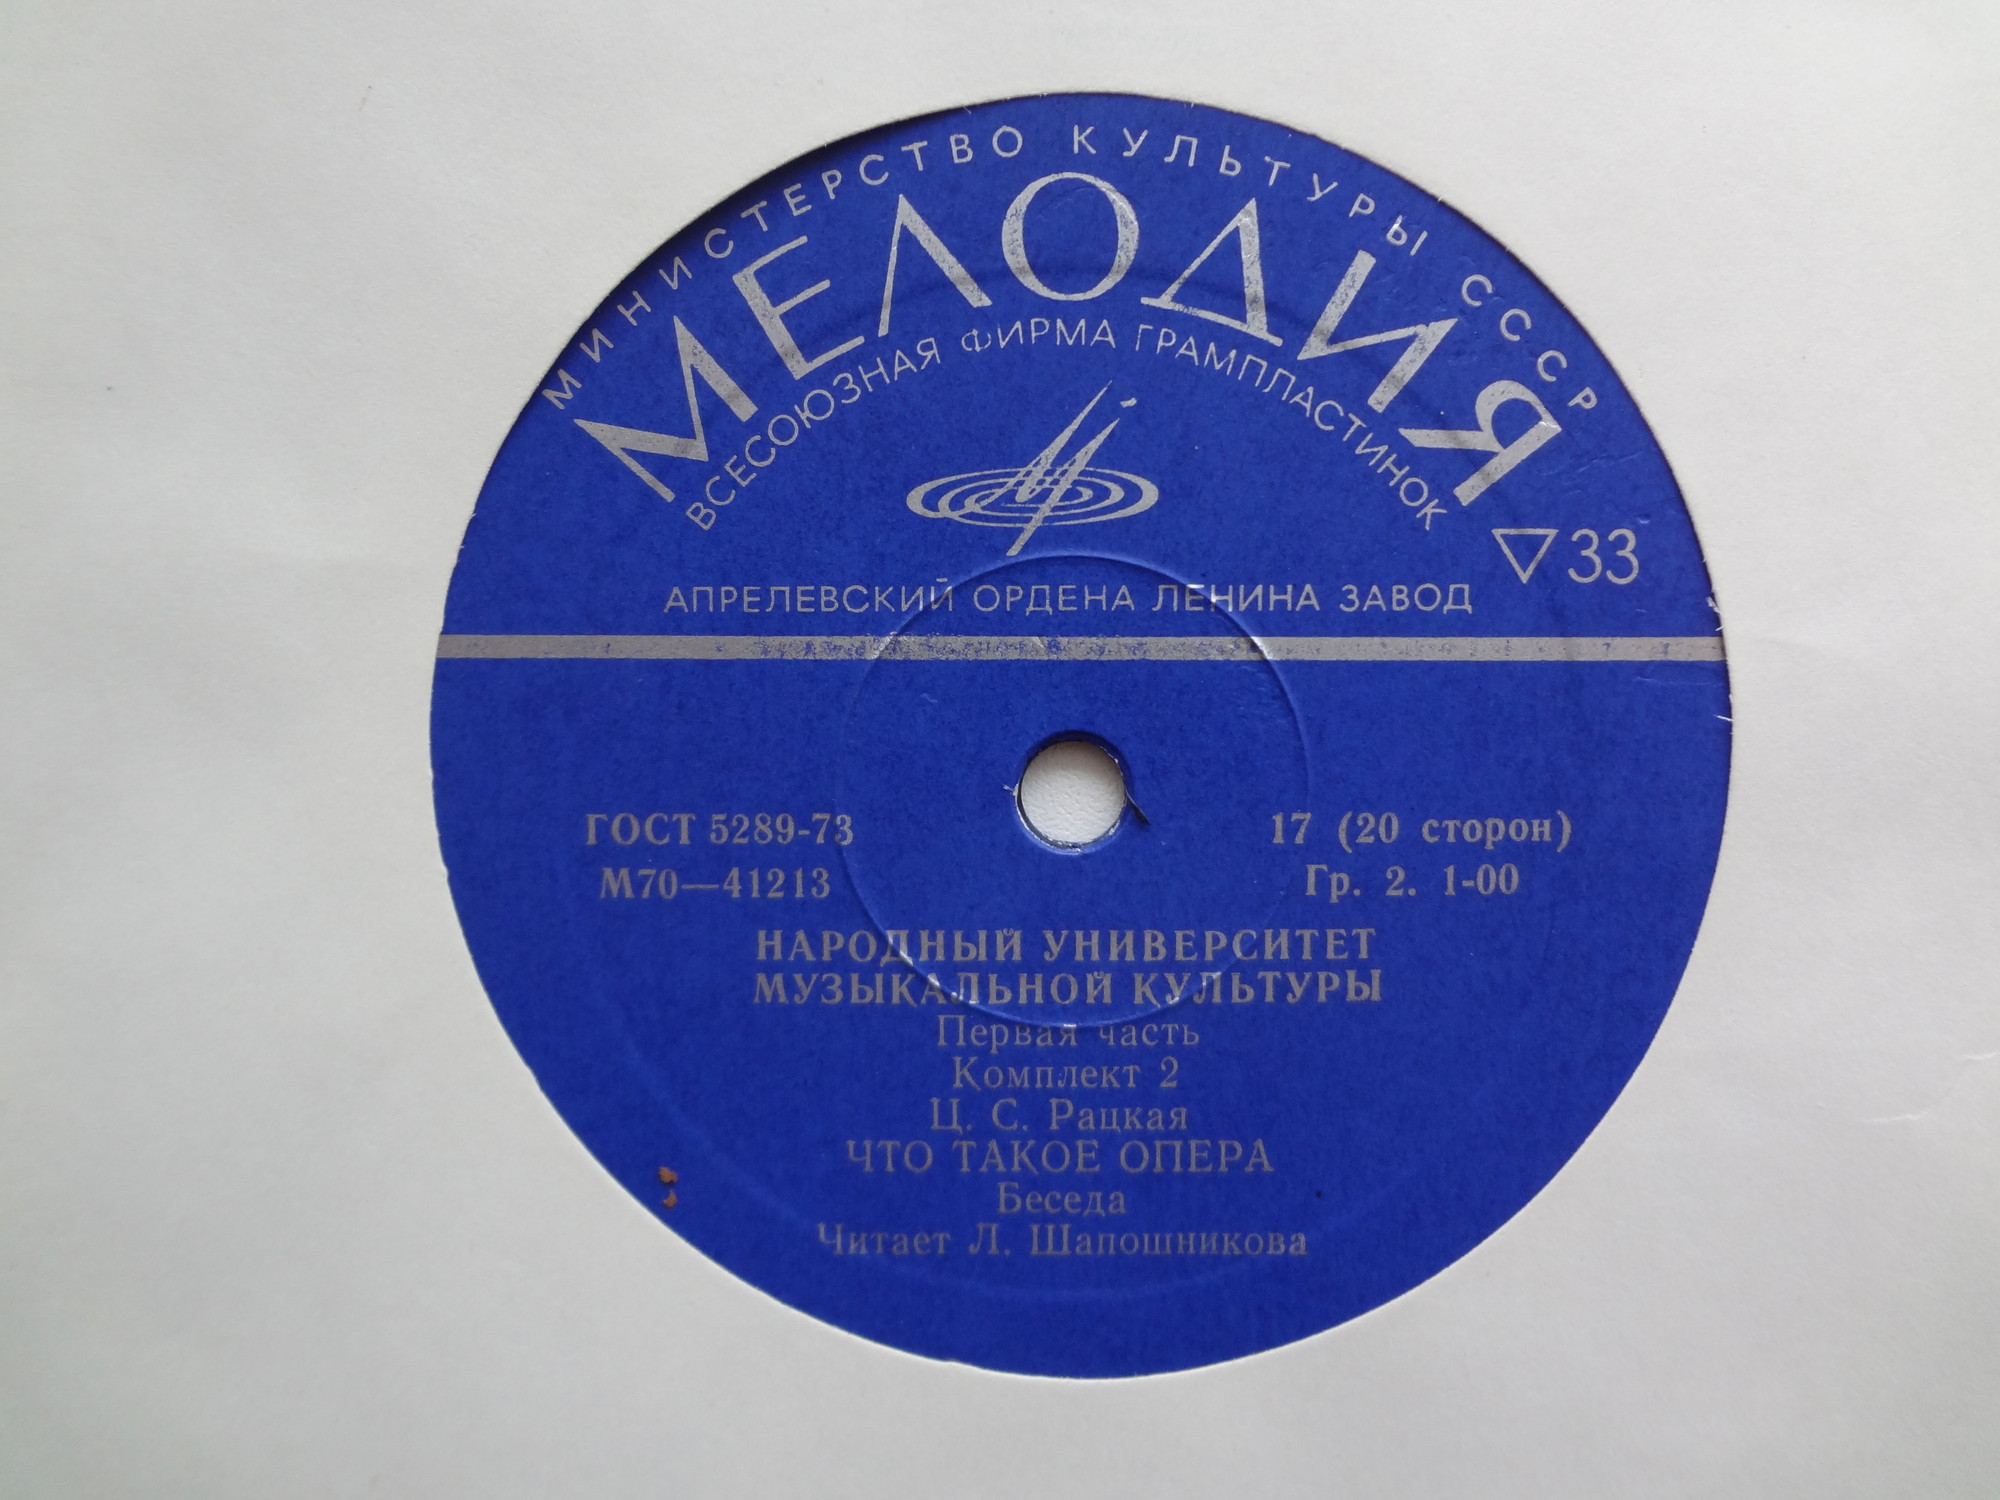 МИНИСТЕРСТВО КУЛЬТУРЫ СССР
МЕЛОДИЯ
ВСЕСОЮЗНАЯ ФИРМА ГРАМПЛАСТИНОК
33
АПРЕЛЕВСКИЙ ОРДЕНА ЛЕНИНА ЗАВОД
ГОСТ 5289-73
17 (20 сторон)
М70—41213
Гр. 2. 1-00
НАРОДНЫЙ УНИВЕРСИТЕТ
МУЗЫКАЛЬНОЙ КУЛЬТУРЫ
Первая часть
Комплект 2
Ц. С. Рацкая
ЧТО ТАКОЕ ОПЕРА
Беседа
Читает Л. Шапошникова